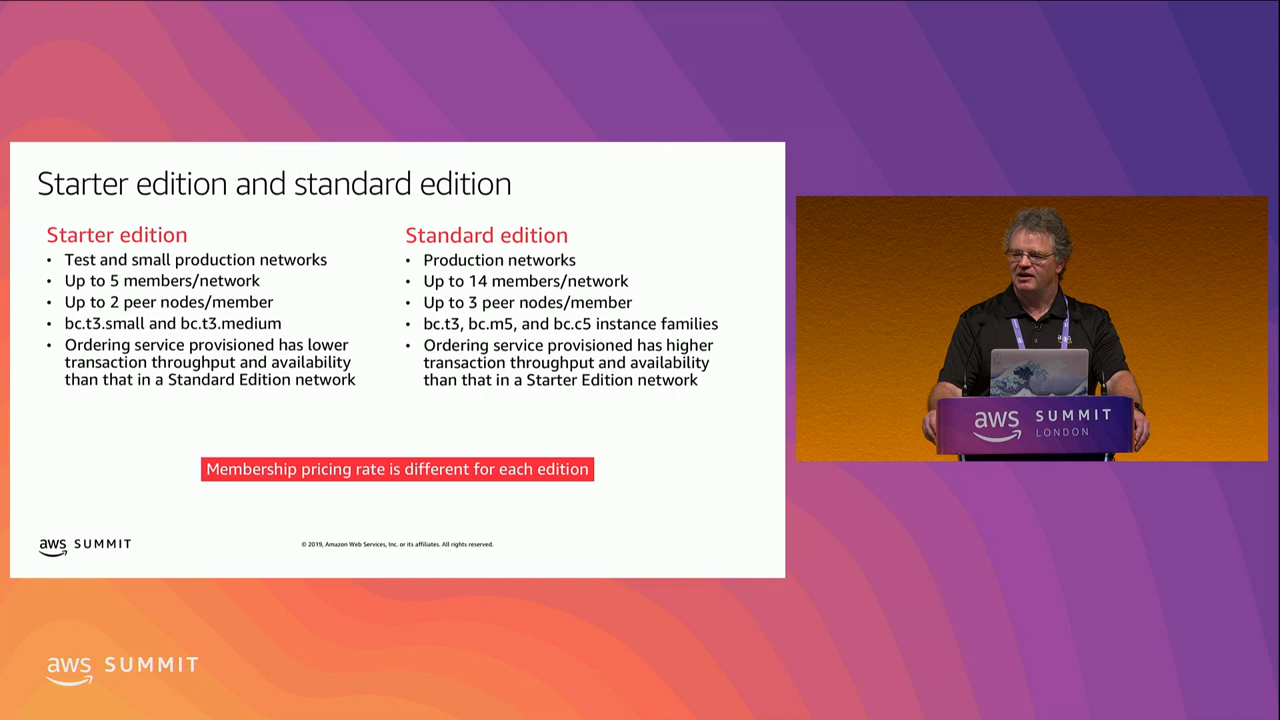 Starter edition and standard edition
Starter edition
• Test and small production networks
• Up to 5 members/network
• Up to 2 peer nodes/member
• bc.t3.small and bc.t3.medium
• Ordering service provisioned has lower
transaction throughput and availability
than that in a Standard Edition network
Standard edition
• Production networks
• Up to 14 members/network
• Up to 3 peer nodes/member
• bc.t3, bc.m5, and bc.c5 instance families
• Ordering service provisioned has higher
transaction throughput and availability
than that in a Starter Edition network
Membership pricing rate is different for each edition
aws SUMMIT
© 2019, Amazon Web Services, Inc. or its affiliates. All rights reserved.
aws SUMMIT
LONDON
aws SUMMIT